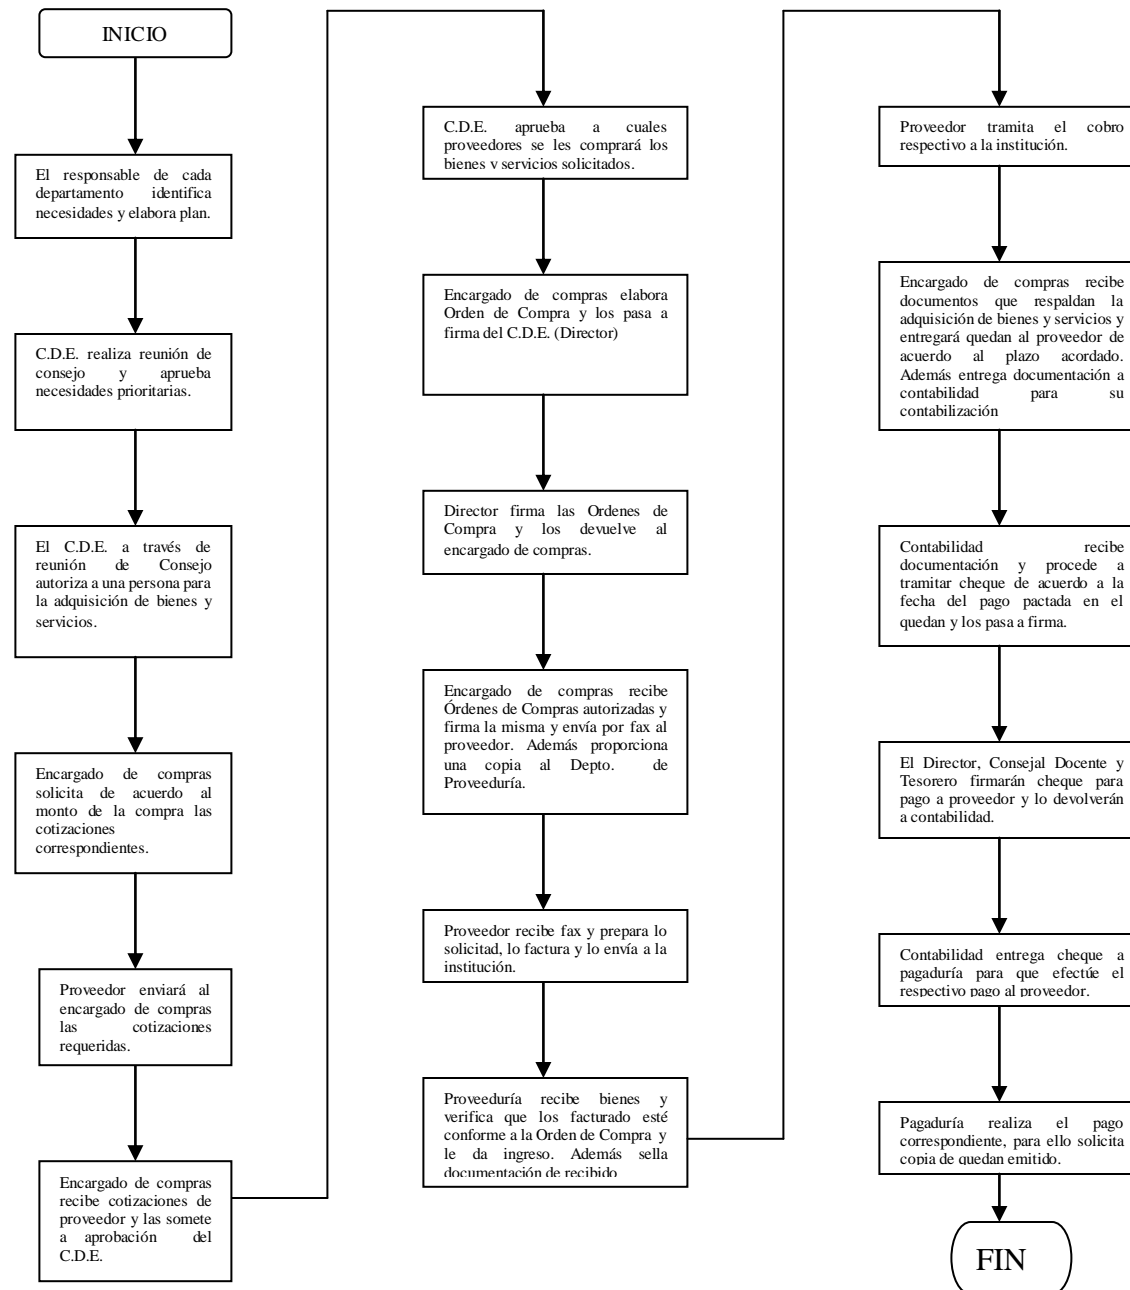 INICIO
El responsable de cada
departamento identifica
necesidades y elabora plan.
C.D.E. realiza reunión de
consejo y aprueba
necesidades prioritarias.
El C.D.E. a través de
reunión de Consejo
autoriza a una persona para
la adquisición de bienes y
servicios.
Encargado de compras
solicita de acuerdo al
monto de la compra las
cotizaciones
correspondientes.
Proveedor enviará al
encargado de compras
las cotizaciones
requeridas.
Encargado de compras
recibe cotizaciones de
proveedor y las somete
a aprobación del
C.D.E.
C.D.E. aprueba a cuales
proveedores se les comprará los
bienes y servicios solicitados.
Encargado de compras elabora
Orden de Compra y los pasa a
firma del C.D.E. (Director)
Director firma las Ordenes de
Compra y los devuelve al
encargado de compras.
Encargado de compras recibe
Órdenes de Compras autorizadas y
firma la misma y envía por fax al
proveedor. Además proporciona
una copia al Depto. de
Proveeduría.
Proveedor recibe fax y prepara lo
solicitad, lo factura y lo envía a la
institución.
Proveeduría recibe bienes y
verifica que los facturado esté
conforme a la Orden de Compra y
le da ingreso. Además sella
documentación de recibido
Proveedor tramita el cobro
respectivo a la institución.
Encargado de compras recibe
documentos que respaldan la
adquisición de bienes y servicios y
entregará quedan al proveedor de
acuerdo al plazo acordado.
Además entrega documentación a
contabilidad para su
contabilización
Contabilidad recibe
documentación y procede a
tramitar cheque de acuerdo a la
fecha del pago pactada en el
quedan y los pasa a firma.
El Director, Consejal Docente y
Tesorero firmarán cheque para
pago a proveedor y lo devolverán
a contabilidad.
Contabilidad entrega cheque a
pagaduría para que efectúe el
respectivo pago al proveedor.
Pagaduría realiza el pago
correspondiente, para ello solicita
copia de quedan emitido.
FIN